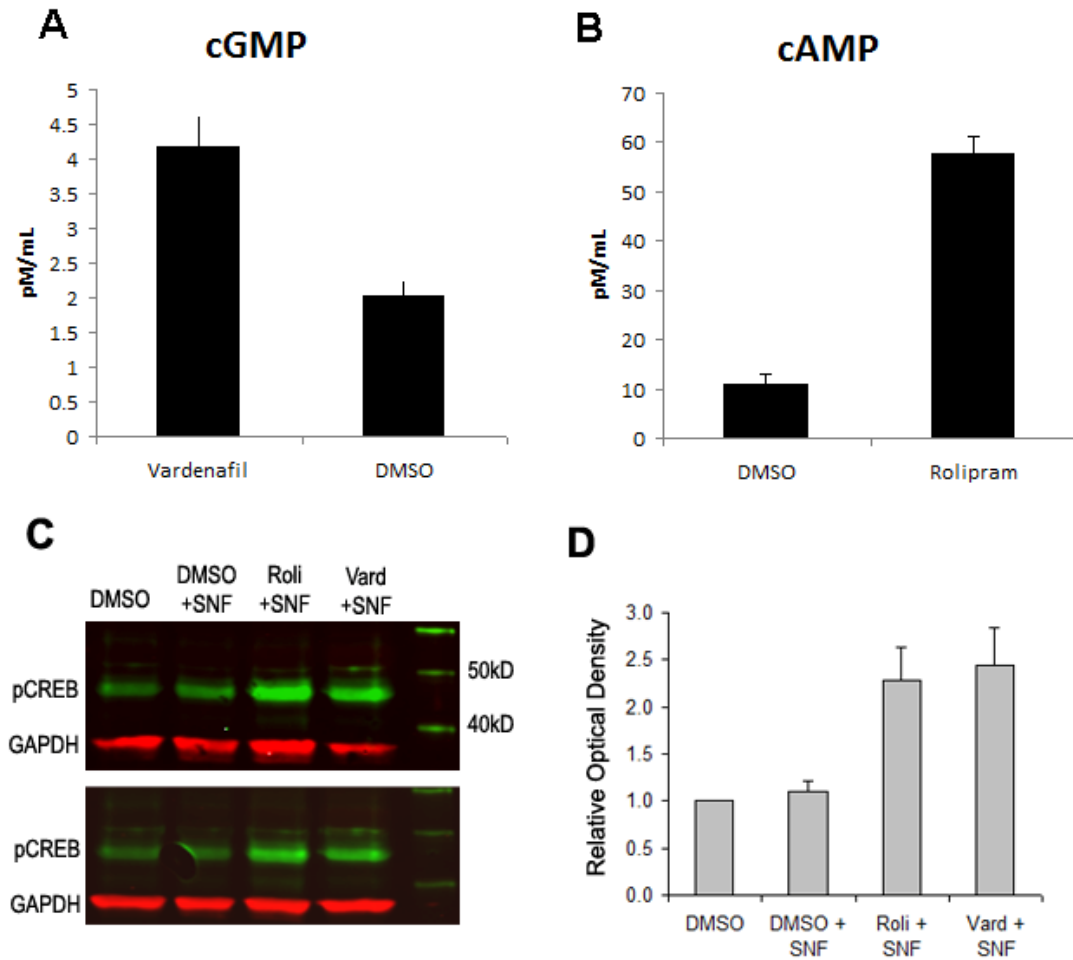 A
cGMP
5
4.5
4
3.5
3
2.5
2
1.5
1
0.5
0
pM/mL
Vardenafil
DMSO
B
cAMP
70
60
50
40
30
20
10
0
pM/mL
DMSO
Rolipram
C
DMSO
DMSO
+SNF
Roli
+SNF
Vard
+SNF
pCREB
GAPDH
50kD
40kD
pCREB
GAPDH
D
3.0
2.5
2.0
1.5
1.0
0.5
0.0
Relative Optical Density
DMSO
DMSO +
SNF
Roli +
SNF
Vard +
SNF